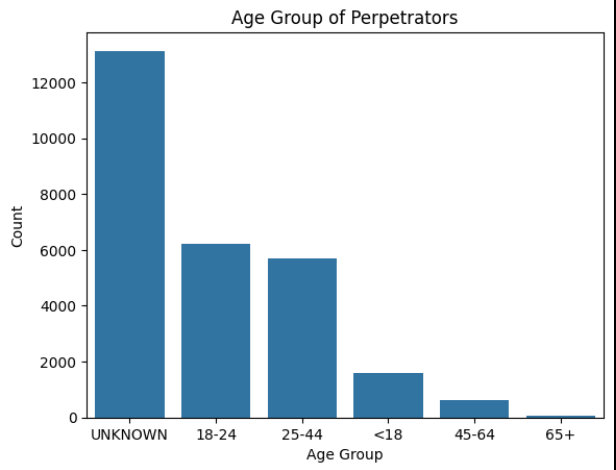 Age Group of Perpetrators
12000
10000
8000
6000
4000
2000
0
Count
UNKNOWN 18-24 25-44 <18 45-64 65+
Age Group